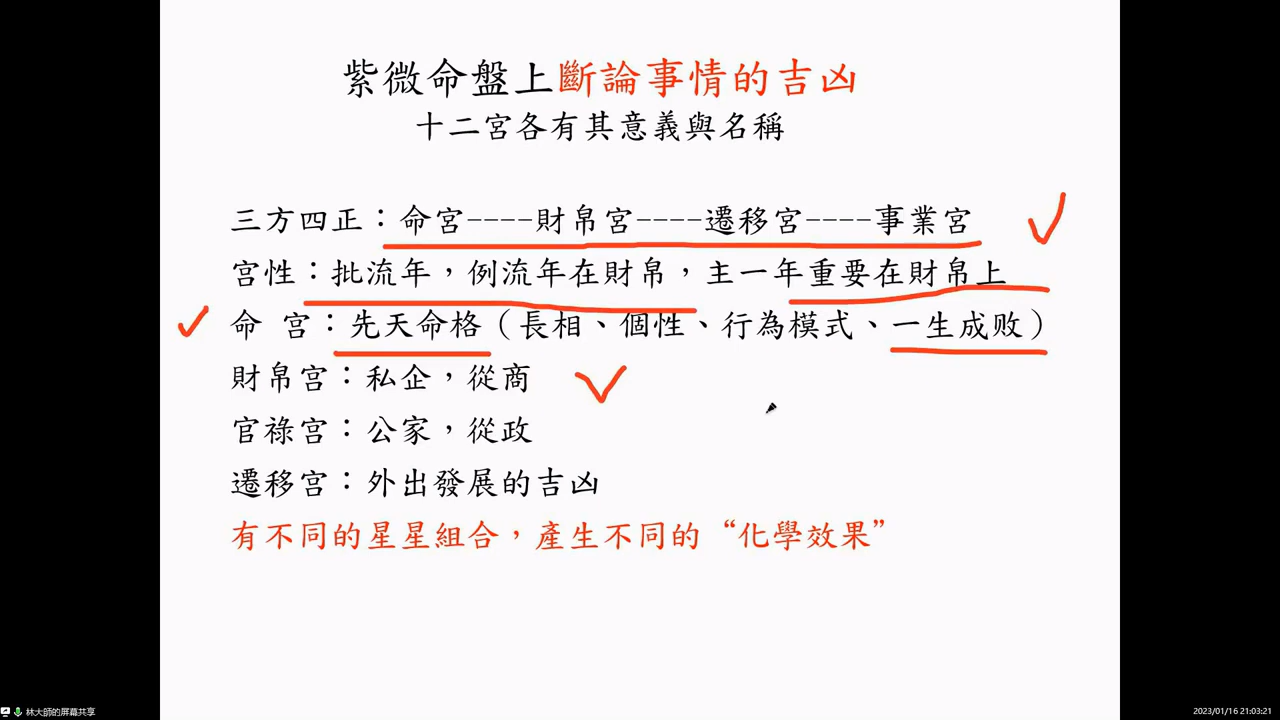 紫微命盤上斷論事情的吉凶
十二宮各有其意義與名稱
三方四正：命宮----財帛宮----遷移宮----事業宮
宮性：批流年，例流年在財帛，主一年重要在財帛上
命 宮：先天命格（長相、個性、行為模式、一生成敗）
財帛宮：私企，從商
官祿宮：公家，從政
遷移宮：外出發展的吉凶
有不同的星星組合，產生不同的“化學效果”
林大師的屏幕共享
2023/01/16 21:03:21